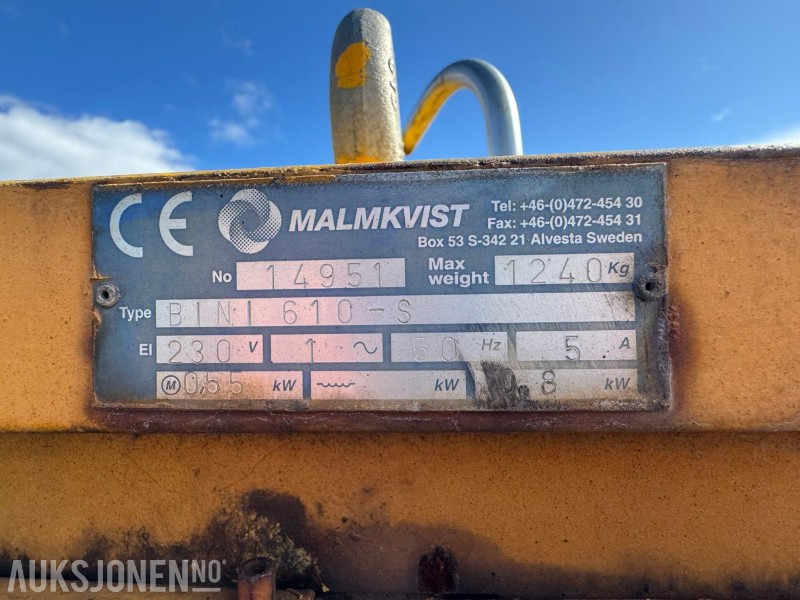 CE MALMKVIST
Tel: +46-(0)472-454 30
Fax: +46-(0)472-454 31
Box 53 S-342 21 Alvesta Sweden
No 14951 Max weight 1240 Kg
Type BINI 610-S
El 230 V 1 ~ 50 Hz 5 A
M 0,55 kW kW 0,8 kW
AUKSJONEN.NO